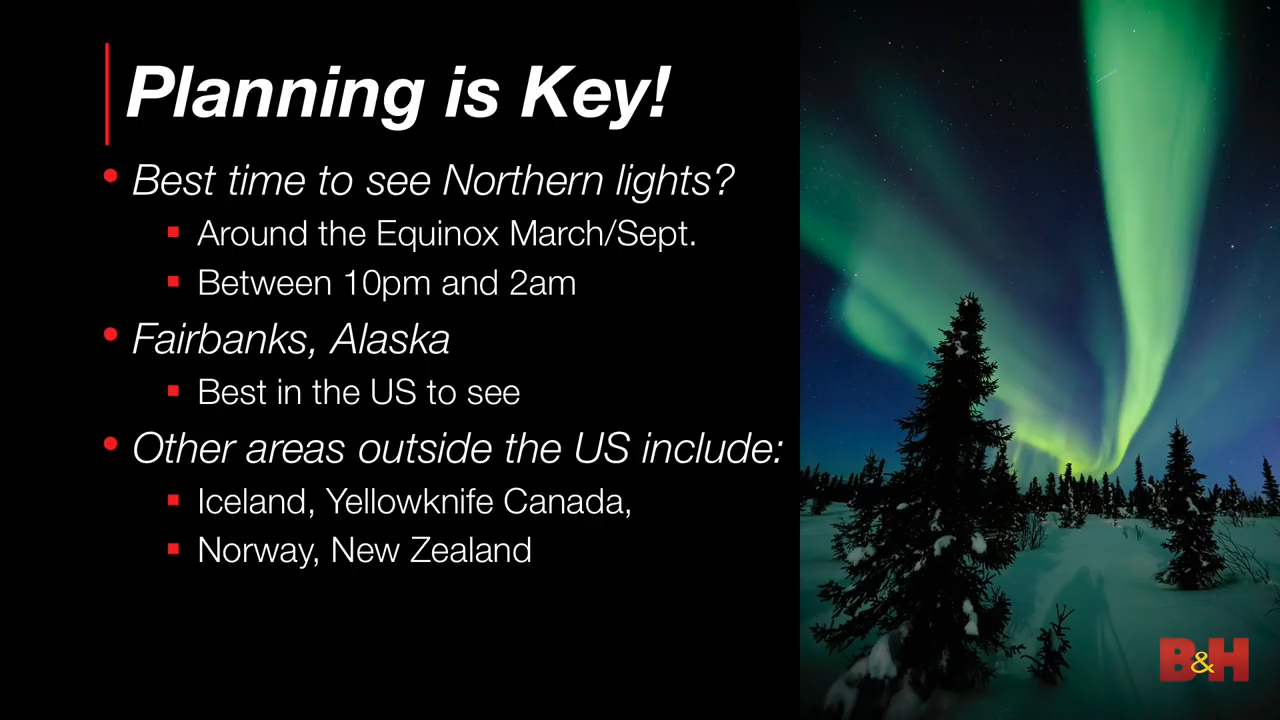 Planning is Key!
Best time to see Northern lights?
Around the Equinox March/Sept.
Between 10pm and 2am
Fairbanks, Alaska
Best in the US to see
Other areas outside the US include:
Iceland, Yellowknife Canada,
Norway, New Zealand
B&H